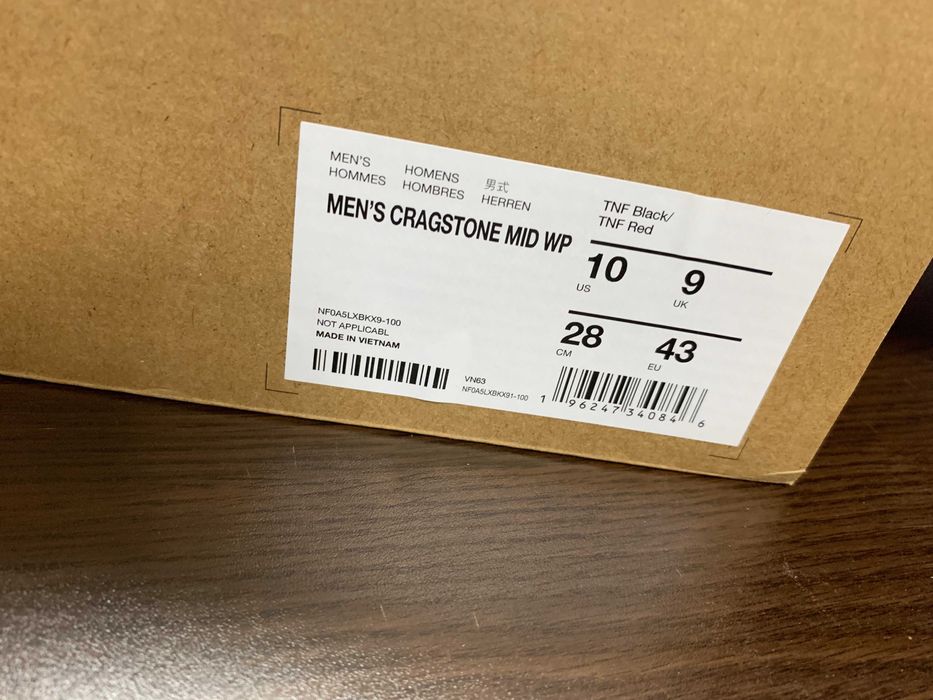 MEN'S HOMENS 男式
HOMMES HOMBRES HERREN
MEN'S CRAGSTONE MID WP
TNF Black/
TNF Red
10 9
US UK
28 43
CM EU
NF0A5LXBKX9-100
NOT APPLICABL
MADE IN VIETNAM
VN63
NF0A5LXBKX91-100
1 96247 34084 6